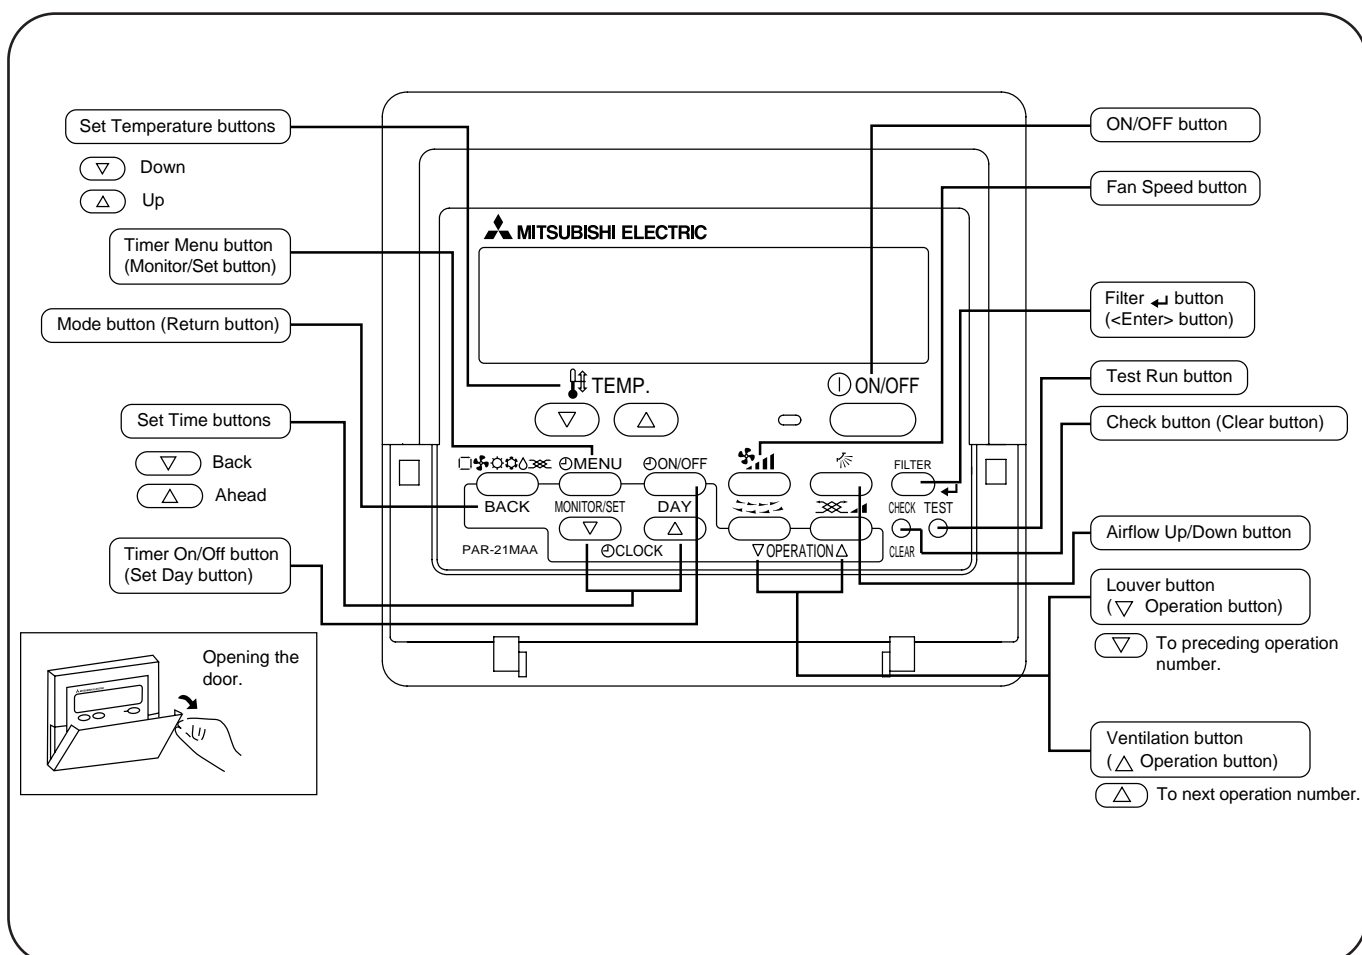 Set Temperature buttons
▽ Down
△ Up
Timer Menu button
(Monitor/Set button)
Mode button (Return button)
Set Time buttons
▽ Back
△ Ahead
Timer On/Off button
(Set Day button)
Opening the
door.
MITSUBISHI ELECTRIC
TEMP.
ON/OFF
▽ △
MENU
ON/OFF
FILTER
BACK
MONITOR/SET
DAY
CHECK TEST
▽ △
PAR-21MAA
CLOCK
▽ OPERATION △
CLEAR
ON/OFF button
Fan Speed button
Filter ↵ button
(<Enter> button)
Test Run button
Check button (Clear button)
Airflow Up/Down button
Louver button
(▽ Operation button)
▽ To preceding operation
number.
Ventilation button
(△ Operation button)
△ To next operation number.